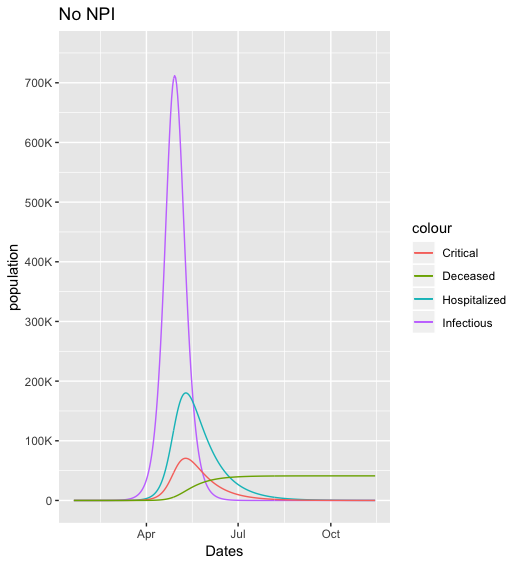 No NPI
population
700K
600K
500K
400K
300K
200K
100K
0
Apr
Jul
Oct
Dates
colour
Critical
Deceased
Hospitalized
Infectious